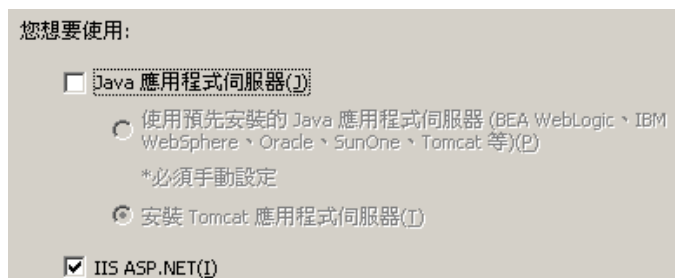 您想要使用:
Java 應用程式伺服器(J)
使用預先安裝的 Java 應用程式伺服器 (BEA WebLogic、IBM
WebSphere、Oracle、SunOne、Tomcat 等)(P)
*必須手動設定
安裝 Tomcat 應用程式伺服器(T)
IIS ASP.NET(I)